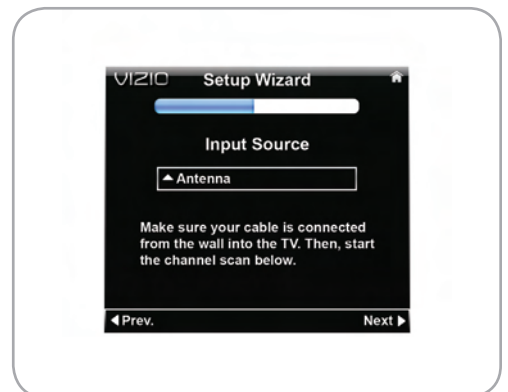 VIZIO Setup Wizard
Input Source
Antenna
Make sure your cable is connected
from the wall into the TV. Then, start
the channel scan below.
Prev. Next